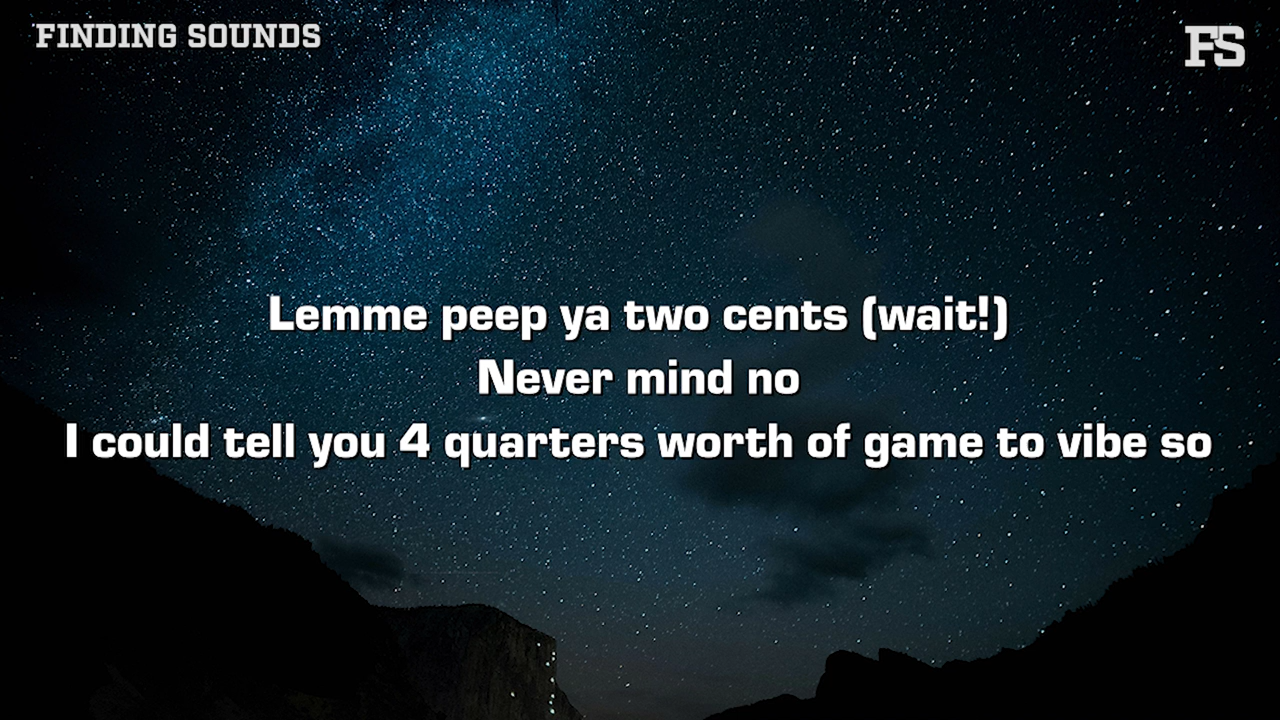 FINDING SOUNDS
FS
Lemme peep ya two cents (wait!)
Never mind no
I could tell you 4 quarters worth of game to vibe so